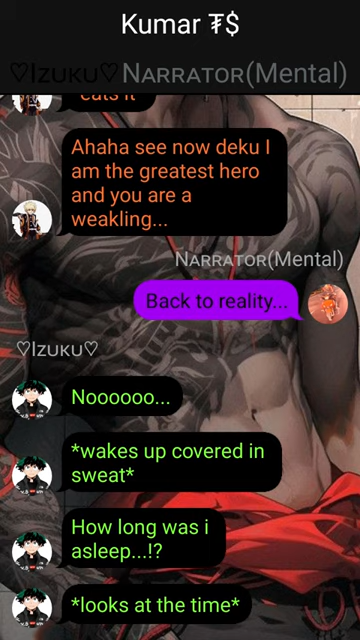 Kumar ₮$
♡Izuku♡ Narrator(Mental)
*eats it*
Ahaha see now deku I
am the greatest hero
and you are a
weakling...
Narrator(Mental)
Back to reality...
♡Izuku♡
Noooooo...
*wakes up covered in
sweat*
How long was i
asleep...!?
*looks at the time*